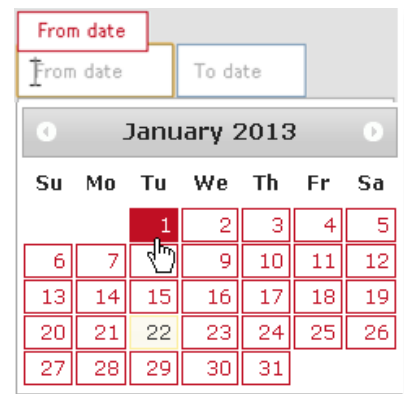 From date
From date To date
January 2013
Su Mo Tu We Th Fr Sa
1 2 3 4 5
6 7 9 10 11 12
13 14 15 16 17 18 19
20 21 22 23 24 25 26
27 28 29 30 31